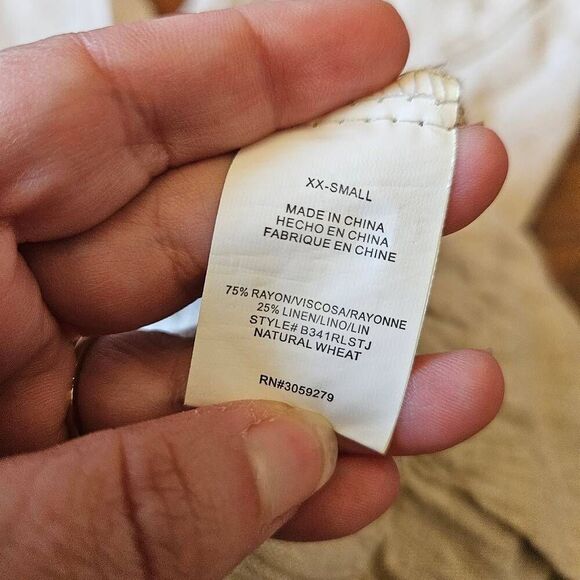 XX-SMALL
MADE IN CHINA
HECHO EN CHINA
FABRIQUE EN CHINE
75% RAYON/VISCOSA/RAYONNE
25% LINEN/LINO/LIN
STYLE# B341RLSTJ
NATURAL WHEAT
RN#3059279